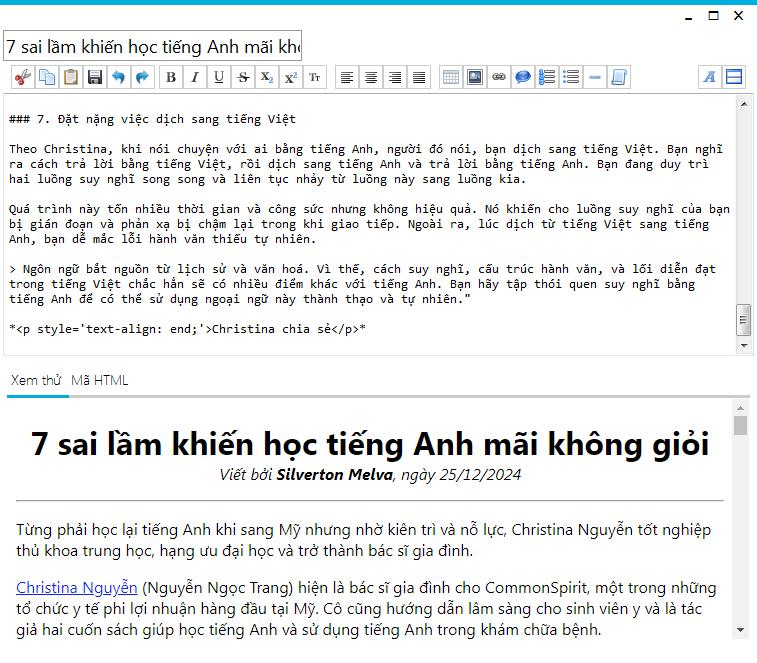 7 sai lầm khiến học tiếng Anh mãi
B I U S X₂ X² Tr
A
### 7. Đặt nặng việc dịch sang tiếng Việt
Theo Christina, khi nói chuyện với ai bằng tiếng Anh, người đó nói, bạn dịch sang tiếng Việt. Bạn nghĩ
ra cách trả lời bằng tiếng Việt, rồi dịch sang tiếng Anh và trả lời bằng tiếng Anh. Bạn đang duy trì
hai luồng suy nghĩ song song và liên tục nhảy từ luồng này sang luồng kia.
Quá trình này tốn nhiều thời gian và công sức nhưng không hiệu quả. Nó khiến cho luồng suy nghĩ của bạn
bị gián đoạn và phản xạ bị chậm lại trong khi giao tiếp. Ngoài ra, lúc dịch từ tiếng Việt sang tiếng
Anh, bạn dễ mắc lỗi hành văn thiếu tự nhiên.
> Ngôn ngữ bắt nguồn từ lịch sử và văn hoá. Vì thế, cách suy nghĩ, cấu trúc hành văn, và lối diễn đạt
trong tiếng Việt chắc hẳn sẽ có nhiều điểm khác với tiếng Anh. Bạn hãy tập thói quen suy nghĩ bằng
tiếng Anh để có thể sử dụng ngoại ngữ này thành thạo và tự nhiên."
*<p style='text-align: end;'>Christina chia sẻ</p>*
Xem thử Mã HTML
7 sai lầm khiến học tiếng Anh mãi không giỏi
Viết bởi Silverton Melva, ngày 25/12/2024
Từng phải học lại tiếng Anh khi sang Mỹ nhưng nhờ kiên trì và nỗ lực, Christina Nguyễn tốt nghiệp
thủ khoa trung học, hạng ưu đại học và trở thành bác sĩ gia đình.
Christina Nguyễn (Nguyễn Ngọc Trang) hiện là bác sĩ gia đình cho CommonSpirit, một trong những
tổ chức y tế phi lợi nhuận hàng đầu tại Mỹ. Cô cũng hướng dẫn lâm sàng cho sinh viên y và là tác
giả hai cuốn sách giúp học tiếng Anh và sử dụng tiếng Anh trong khám chữa bệnh.